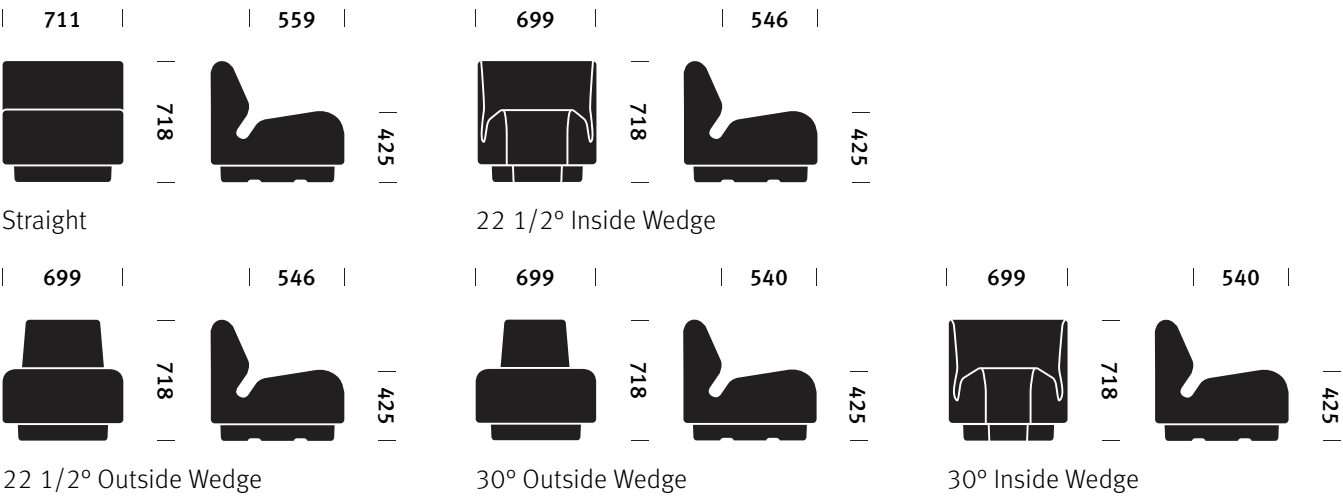 711 559 699 546
718 425 718 425
Straight 22 1/2° Inside Wedge
699 546 699 540 699 540
718 425 718 425 718 425
22 1/2° Outside Wedge 30° Outside Wedge 30° Inside Wedge